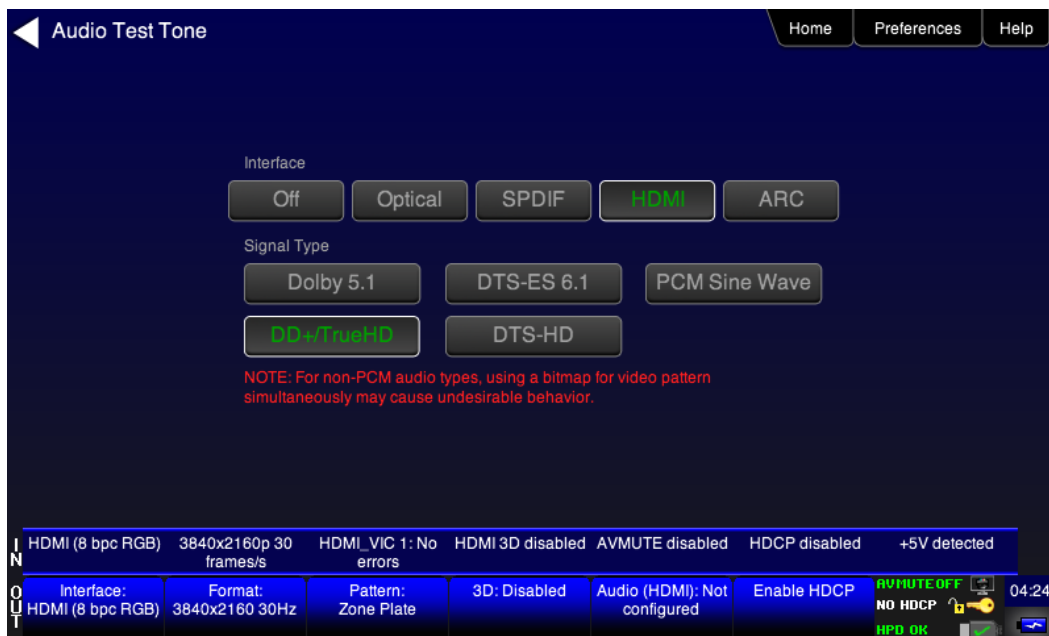 Audio Test Tone
Home
Preferences
Help
Interface
Off
Optical
SPDIF
HDMI
ARC
Signal Type
Dolby 5.1
DTS-ES 6.1
PCM Sine Wave
DD+/TrueHD
DTS-HD
NOTE: For non-PCM audio types, using a bitmap for video pattern
simultaneously may cause undesirable behavior.
IN
HDMI (8 bpc RGB)
3840x2160p 30
frames/s
HDMI_VIC 1: No
errors
HDMI 3D disabled
AVMUTE disabled
HDCP disabled
+5V detected
OUT
Interface:
HDMI (8 bpc RGB)
Format:
3840x2160 30Hz
Pattern:
Zone Plate
3D: Disabled
Audio (HDMI): Not
configured
Enable HDCP
AVMUTEOFF
NO HDCP
HPD OK
04:24